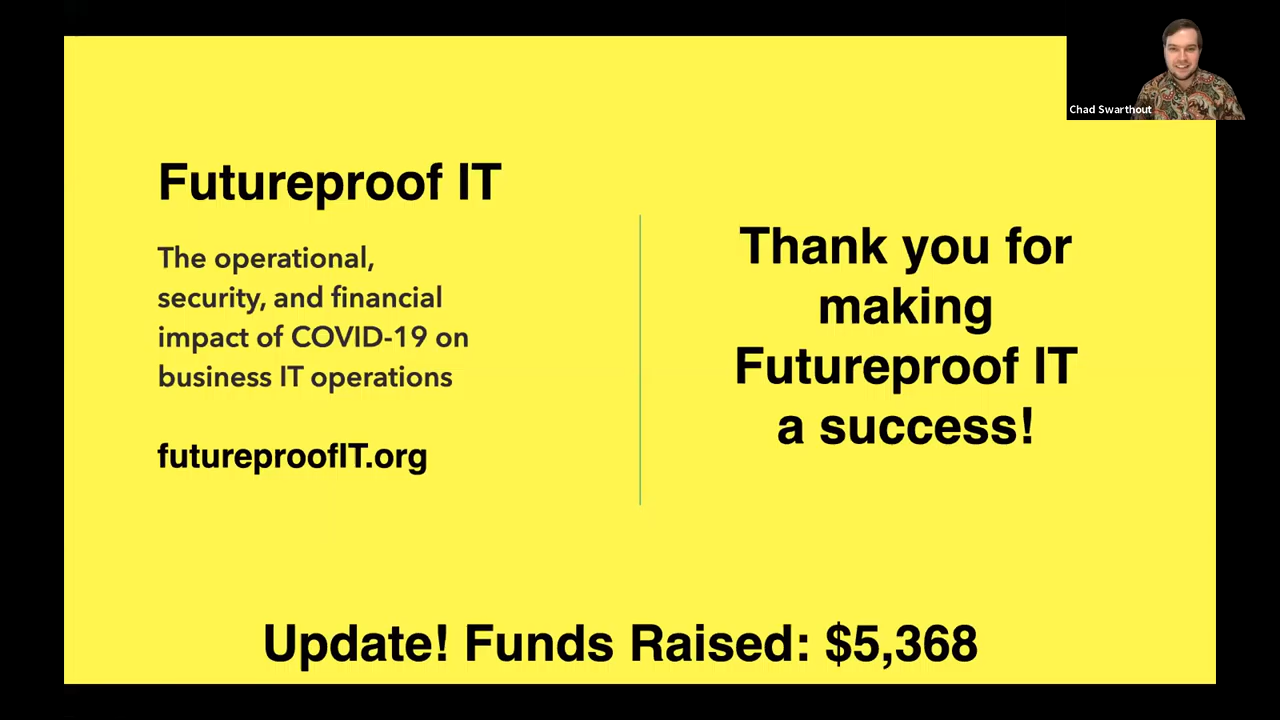 Chad Swarthout
Futureproof IT
The operational,
security, and financial
impact of COVID-19 on
business IT operations
futureproofIT.org
Thank you for
making
Futureproof IT
a success!
Update! Funds Raised: $5,368